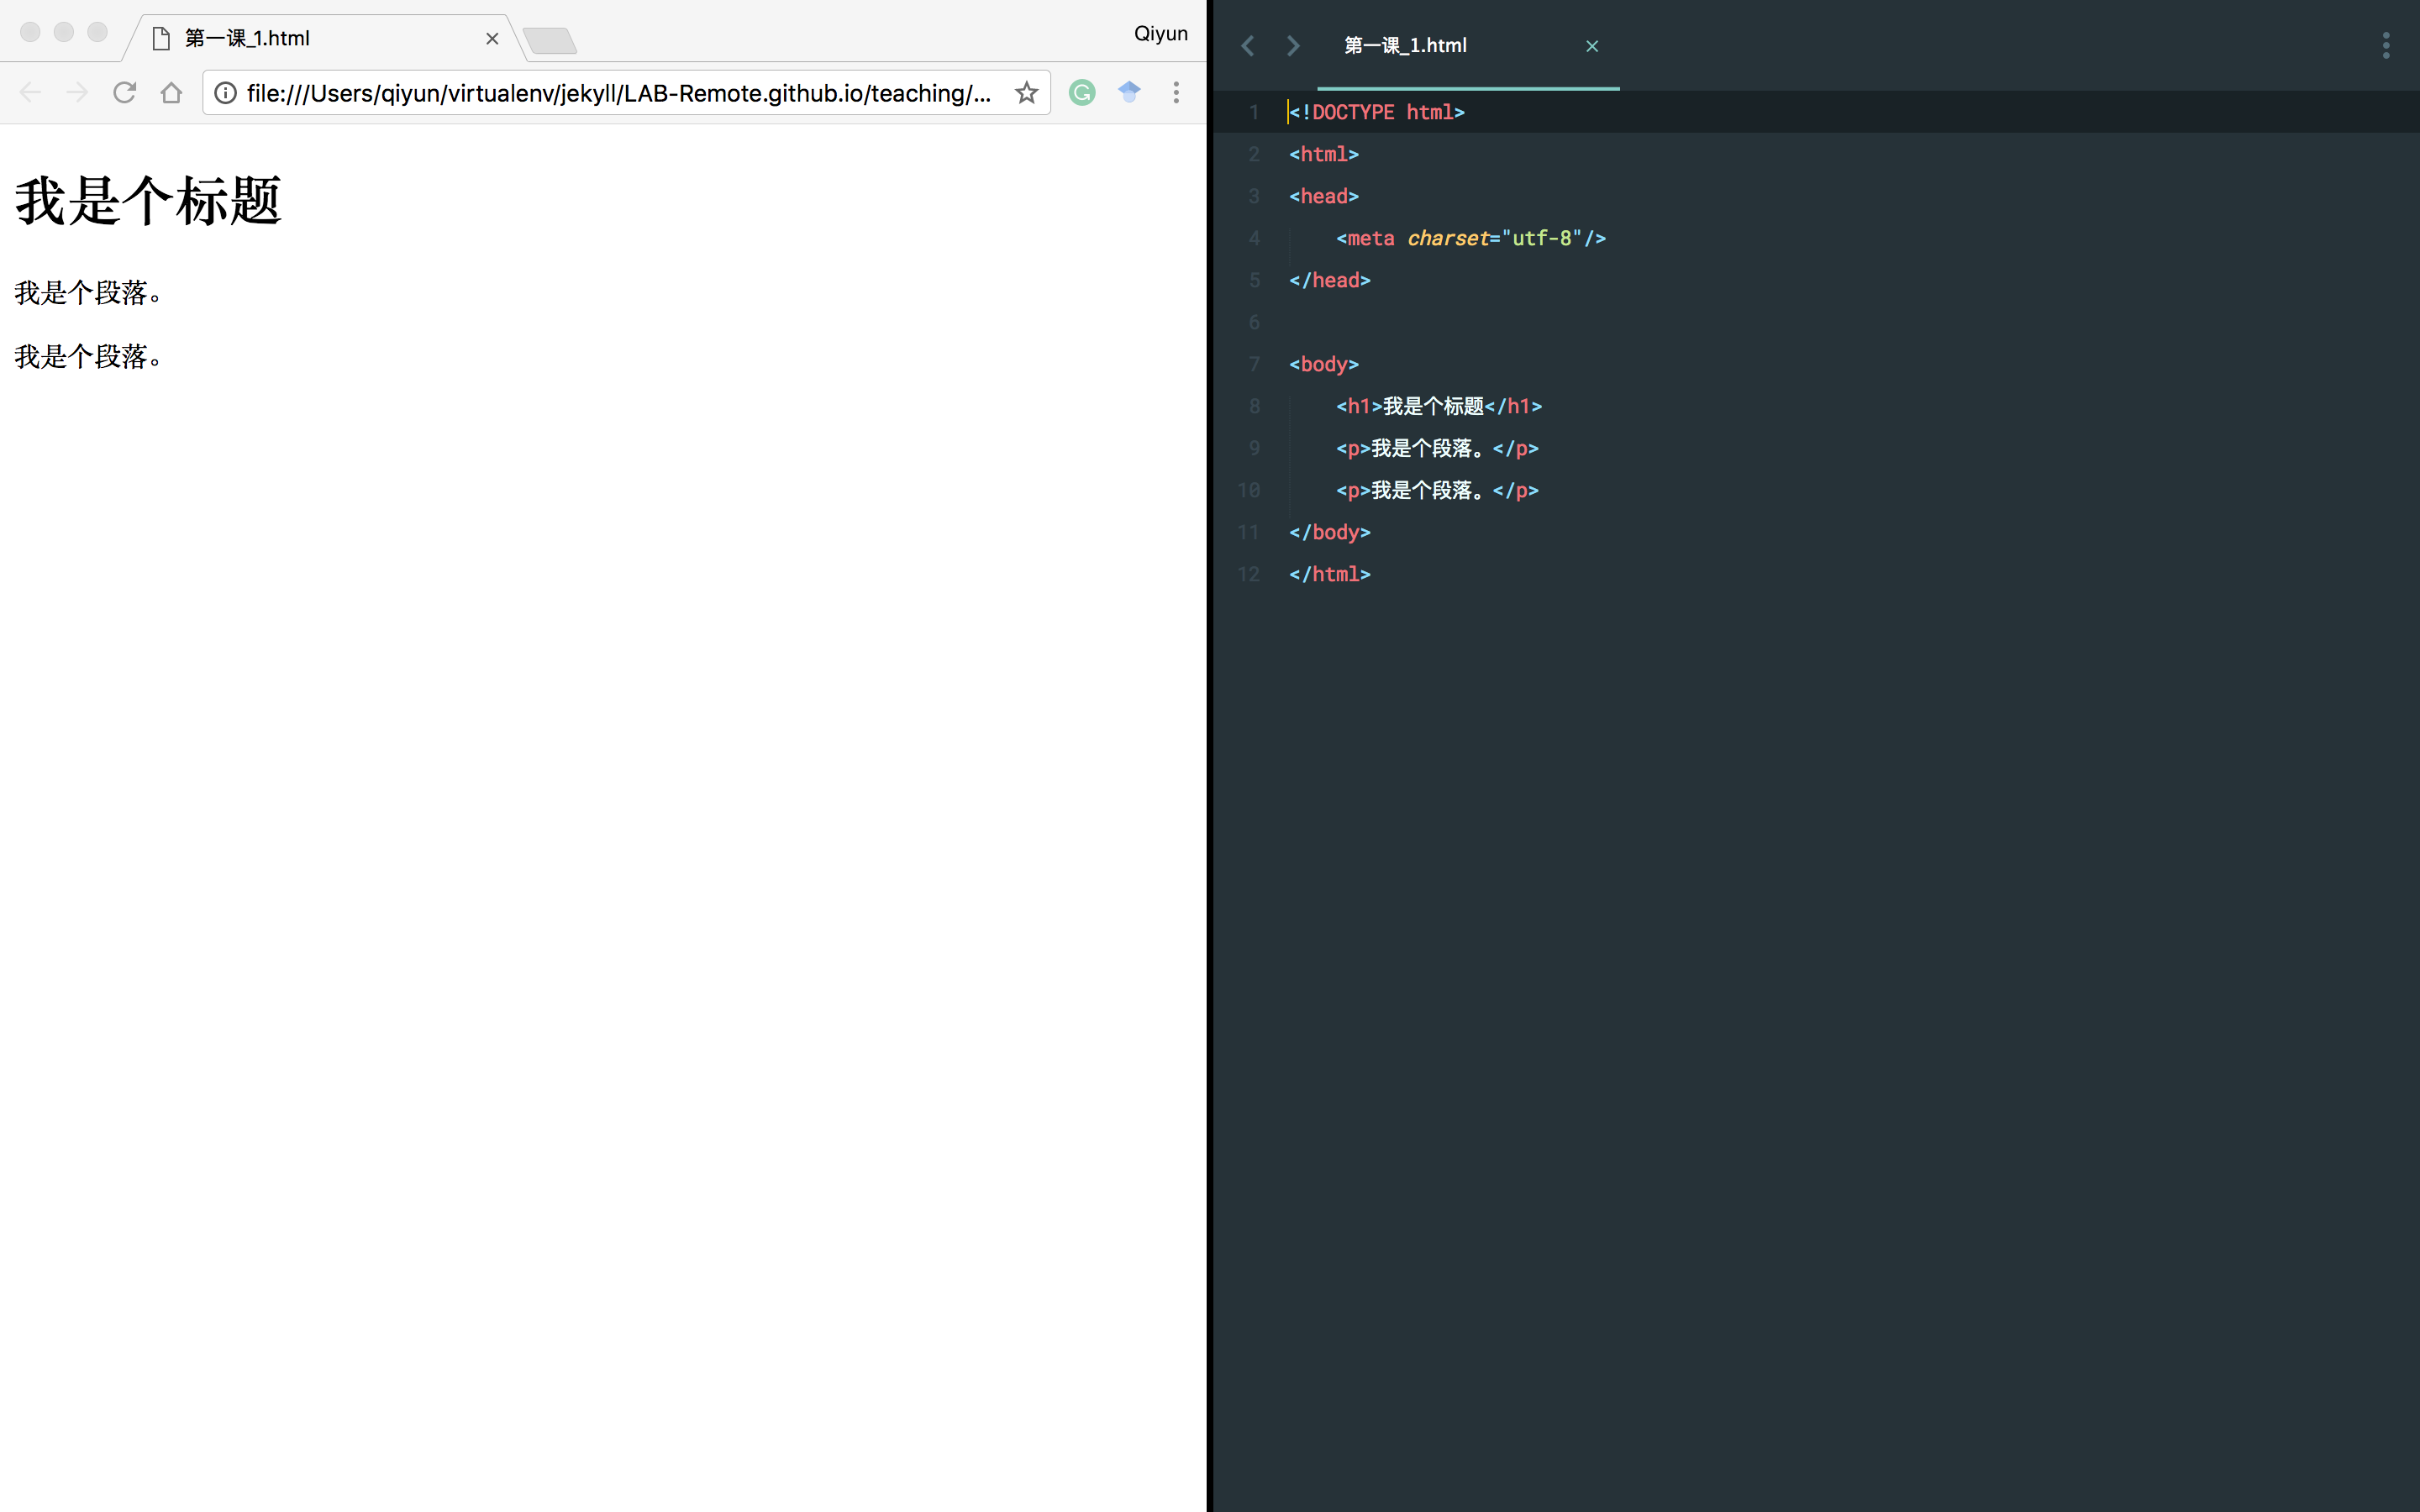 第一课_1.html
Qiyun
file:///Users/qiyun/virtualenv/jekyll/LAB-Remote.github.io/teaching/...
我是个标题
我是个段落。
我是个段落。
第一课_1.html
1 <!DOCTYPE html>
2 <html>
3 <head>
4 <meta charset="utf-8"/>
5 </head>
6
7 <body>
8 <h1>我是个标题</h1>
9 <p>我是个段落。</p>
10 <p>我是个段落。</p>
11 </body>
12 </html>